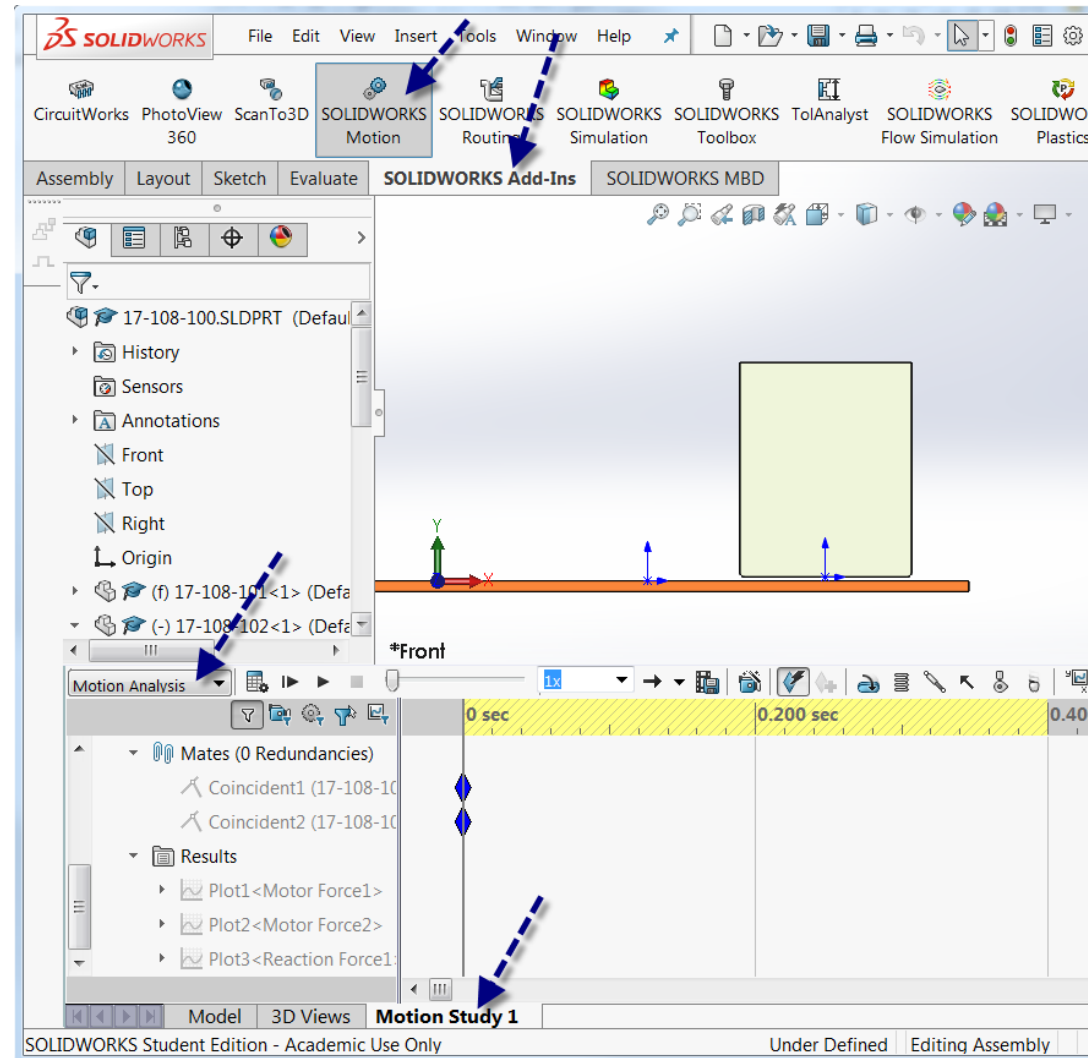 SOLIDWORKS File Edit View Insert Tools Window Help
CircuitWorks PhotoView 360 ScanTo3D SOLIDWORKS Motion SOLIDWORKS Routing SOLIDWORKS Simulation SOLIDWORKS Toolbox TolAnalyst SOLIDWORKS Flow Simulation SOLIDWO Plastics
Assembly Layout Sketch Evaluate SOLIDWORKS Add-Ins SOLIDWORKS MBD
17-108-100.SLDPRT (Defaul
History
Sensors
A Annotations
Front
Top
Right
Origin
(f) 17-108-101<1> (Defa
(-) 17-108-102<1> (Defa
Y
X
*Front
Motion Analysis 1x
0 sec 0.200 sec 0.40
Mates (0 Redundancies)
Coincident1 (17-108-10
Coincident2 (17-108-10
Results
Plot1<Motor Force1>
Plot2<Motor Force2>
Plot3<Reaction Force1
Model 3D Views Motion Study 1
SOLIDWORKS Student Edition - Academic Use Only Under Defined Editing Assembly